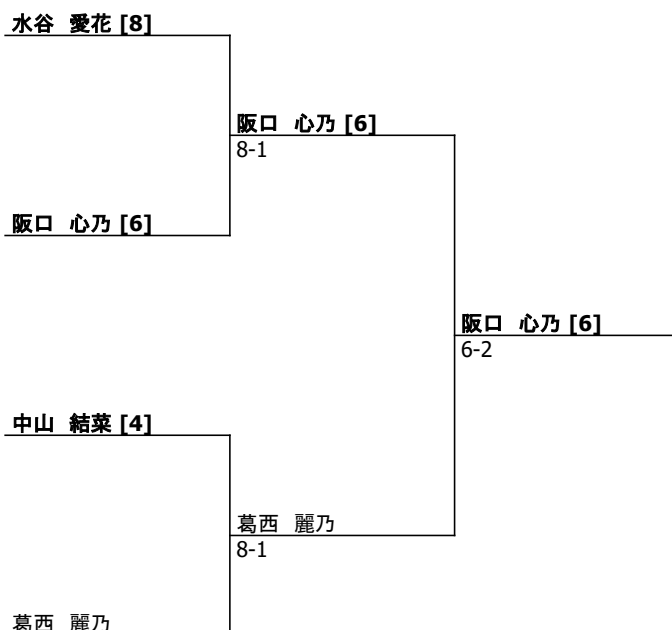 水谷 愛花 [8]
阪口 心乃 [6]
8-1
阪口 心乃 [6]
阪口 心乃 [6]
6-2
中山 結菜 [4]
葛西 麗乃
8-1
葛西 麗乃